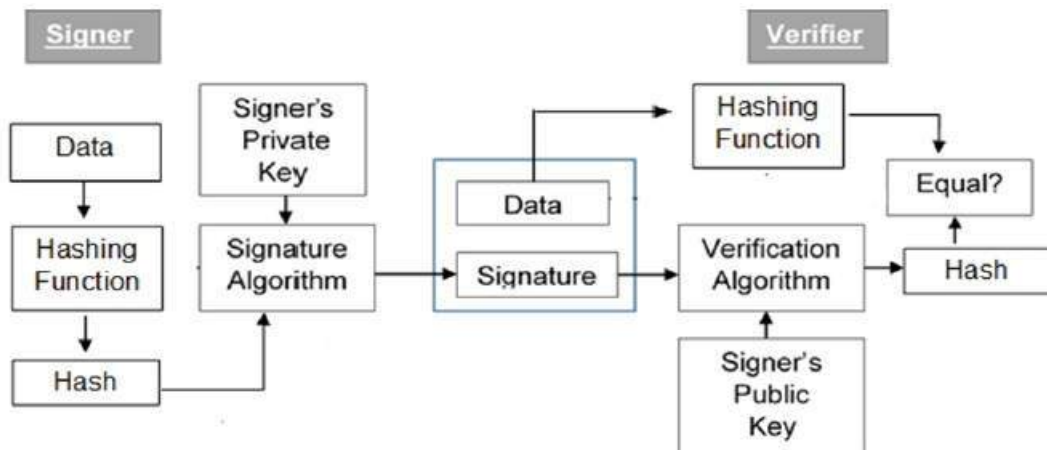 Signer
Verifier
Data
Hashing
Function
Hash
Signer's
Private
Key
Signature
Algorithm
Data
Signature
Hashing
Function
Verification
Algorithm
Signer's
Public
Key
Equal?
Hash